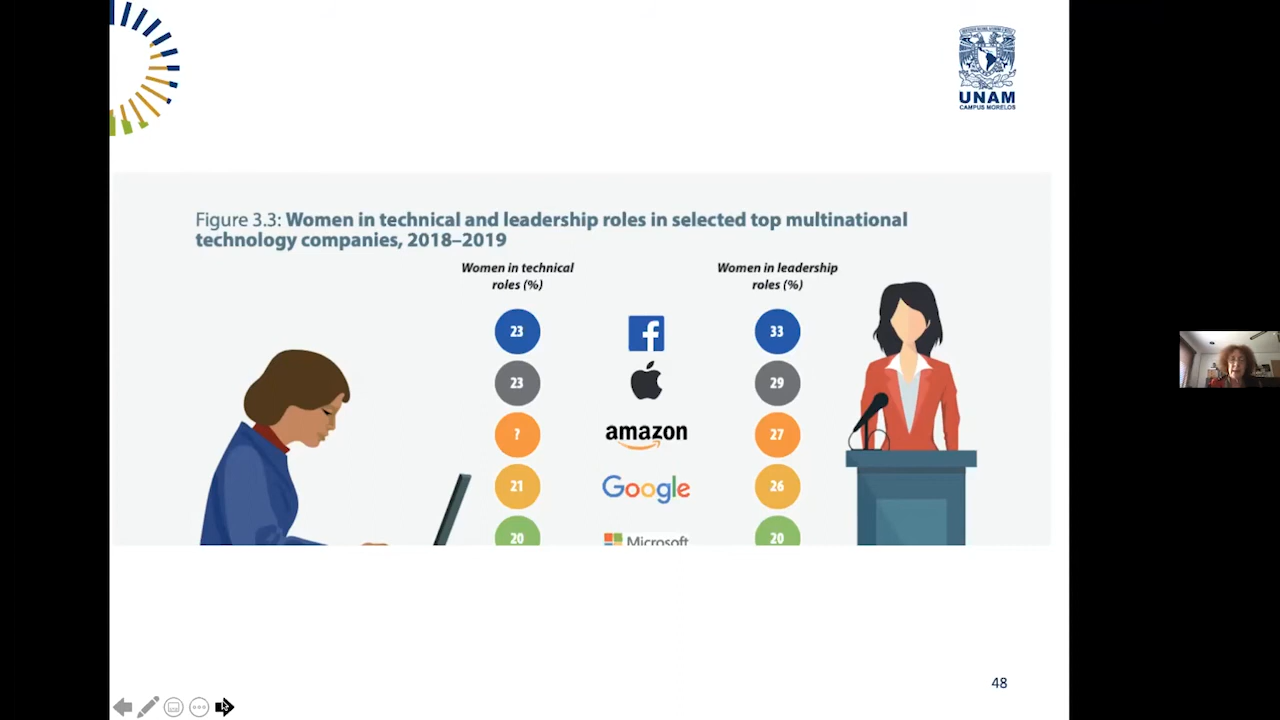 UNAM
CAMPUS MORELOS
Figure 3.3: Women in technical and leadership roles in selected top multinational
technology companies, 2018–2019
Women in technical
roles (%)
Women in leadership
roles (%)
23
33
23
29
?
amazon
27
21
Google
26
20
Microsoft
20
48